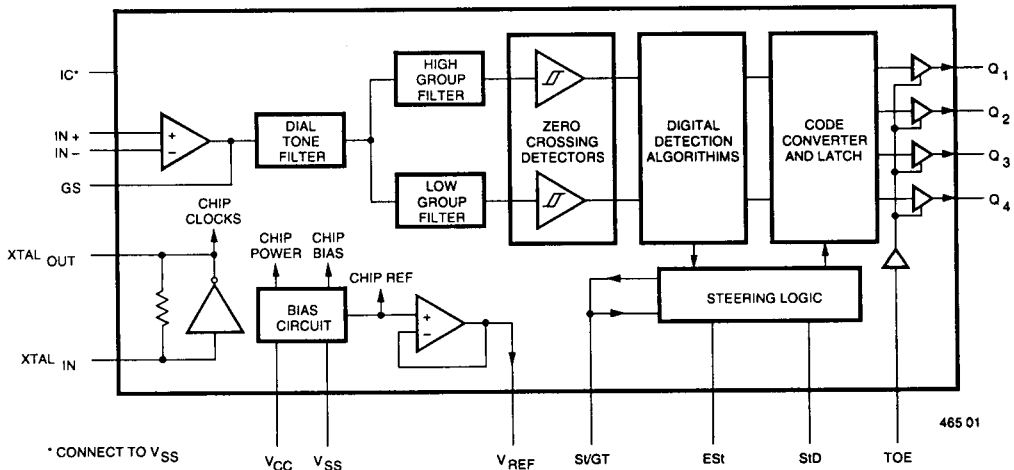 IC*
IN +
IN –
GS
+
–
DIAL
TONE
FILTER
HIGH
GROUP
FILTER
LOW
GROUP
FILTER
ZERO
CROSSING
DETECTORS
DIGITAL
DETECTION
ALGORITHIMS
CODE
CONVERTER
AND LATCH
Q1
Q2
Q3
Q4
CHIP
CLOCKS
XTAL OUT
XTAL IN
CHIP
POWER
CHIP
BIAS
BIAS
CIRCUIT
CHIP REF
+
–
STEERING LOGIC
465 01
* CONNECT TO VSS
VCC
VSS
VREF
St/GT
ESt
StD
TOE